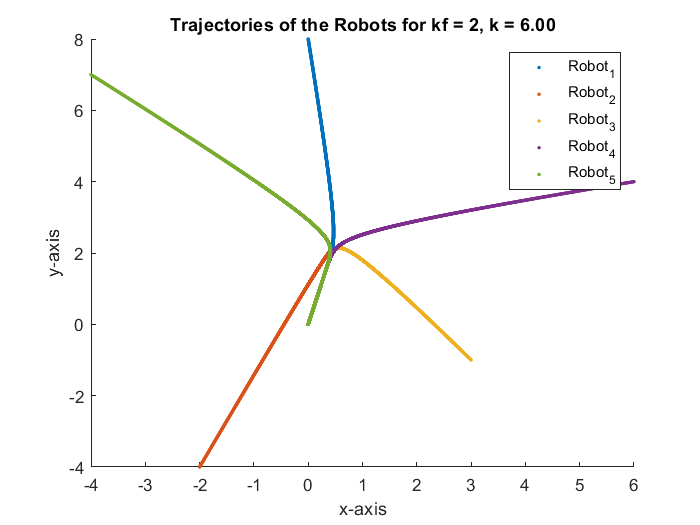 Trajectories of the Robots for kf = 2, k = 6.00
8
6
4
2
0
-2
-4
y-axis
-4 -3 -2 -1 0 1 2 3 4 5 6
x-axis
Robot1
Robot2
Robot3
Robot4
Robot5